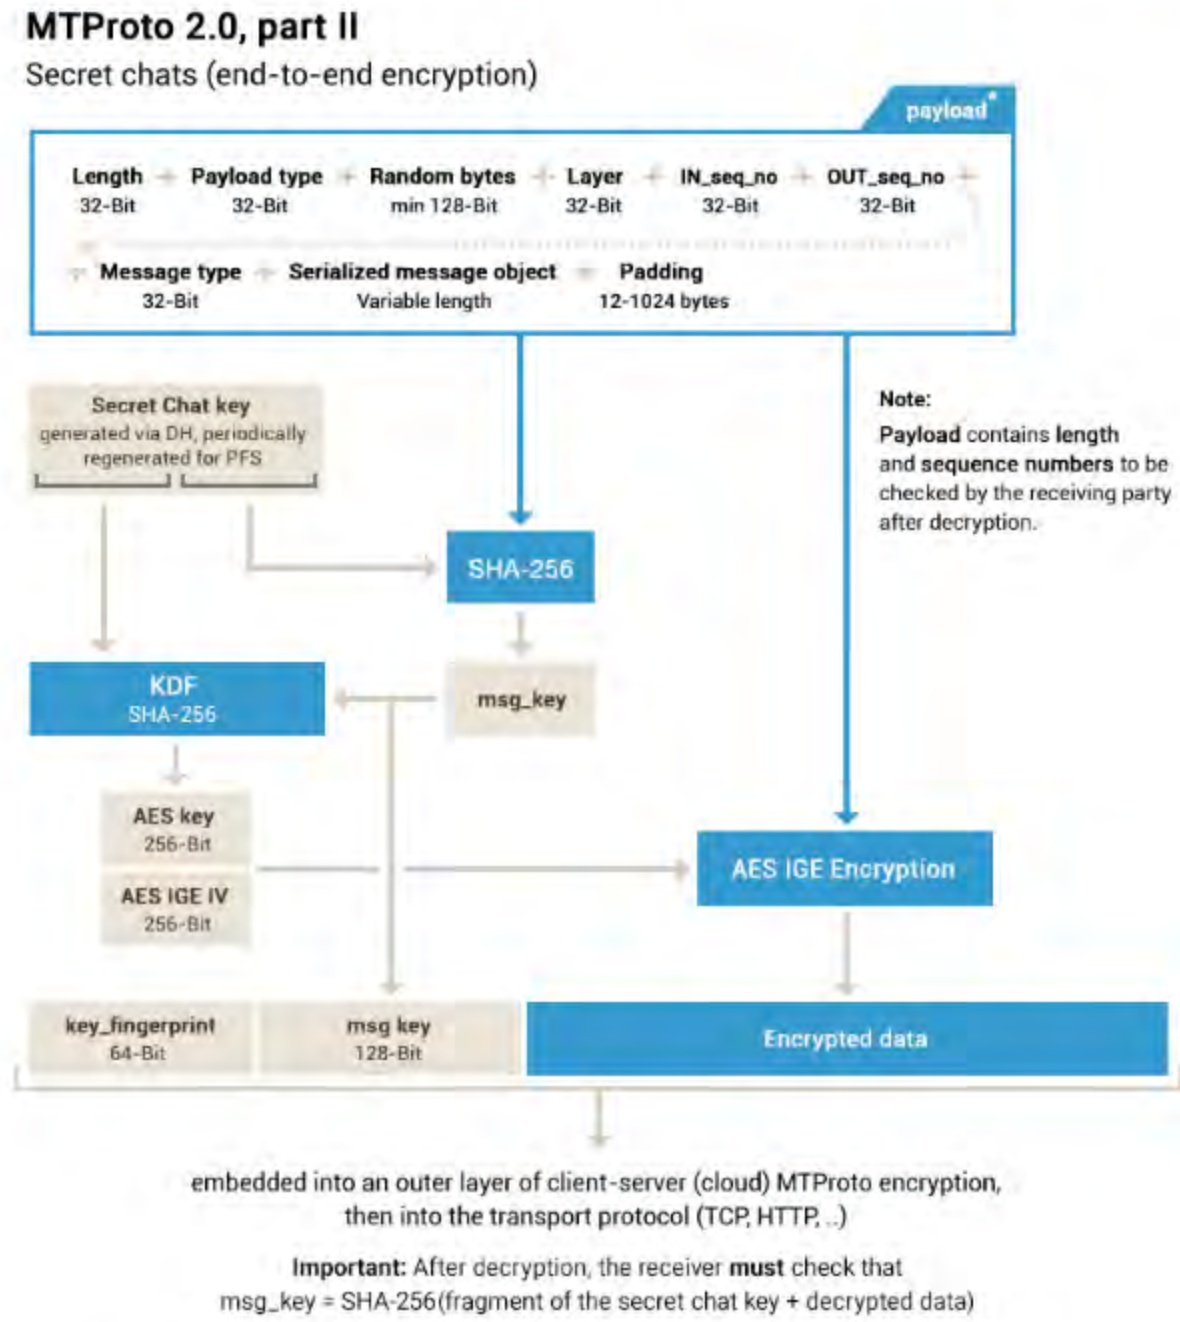 MTProto 2.0, part II
Secret chats (end-to-end encryption)
payload*
Length + Payload type + Random bytes + Layer + IN_seq_no + OUT_seq_no +
32-Bit 32-Bit min 128-Bit 32-Bit 32-Bit 32-Bit
+ Message type + Serialized message object + Padding
32-Bit Variable length 12-1024 bytes
Secret Chat key
generated via DH, periodically
regenerated for PFS
Note:
Payload contains length
and sequence numbers to be
checked by the receiving party
after decryption.
SHA-256
KDF
SHA-256
msg_key
AES key
256-Bit
AES IGE IV
256-Bit
AES IGE Encryption
key_fingerprint
64-Bit
msg key
128-Bit
Encrypted data
embedded into an outer layer of client-server (cloud) MTProto encryption,
then into the transport protocol (TCP, HTTP, ..)
Important: After decryption, the receiver must check that
msg_key = SHA-256(fragment of the secret chat key + decrypted data)